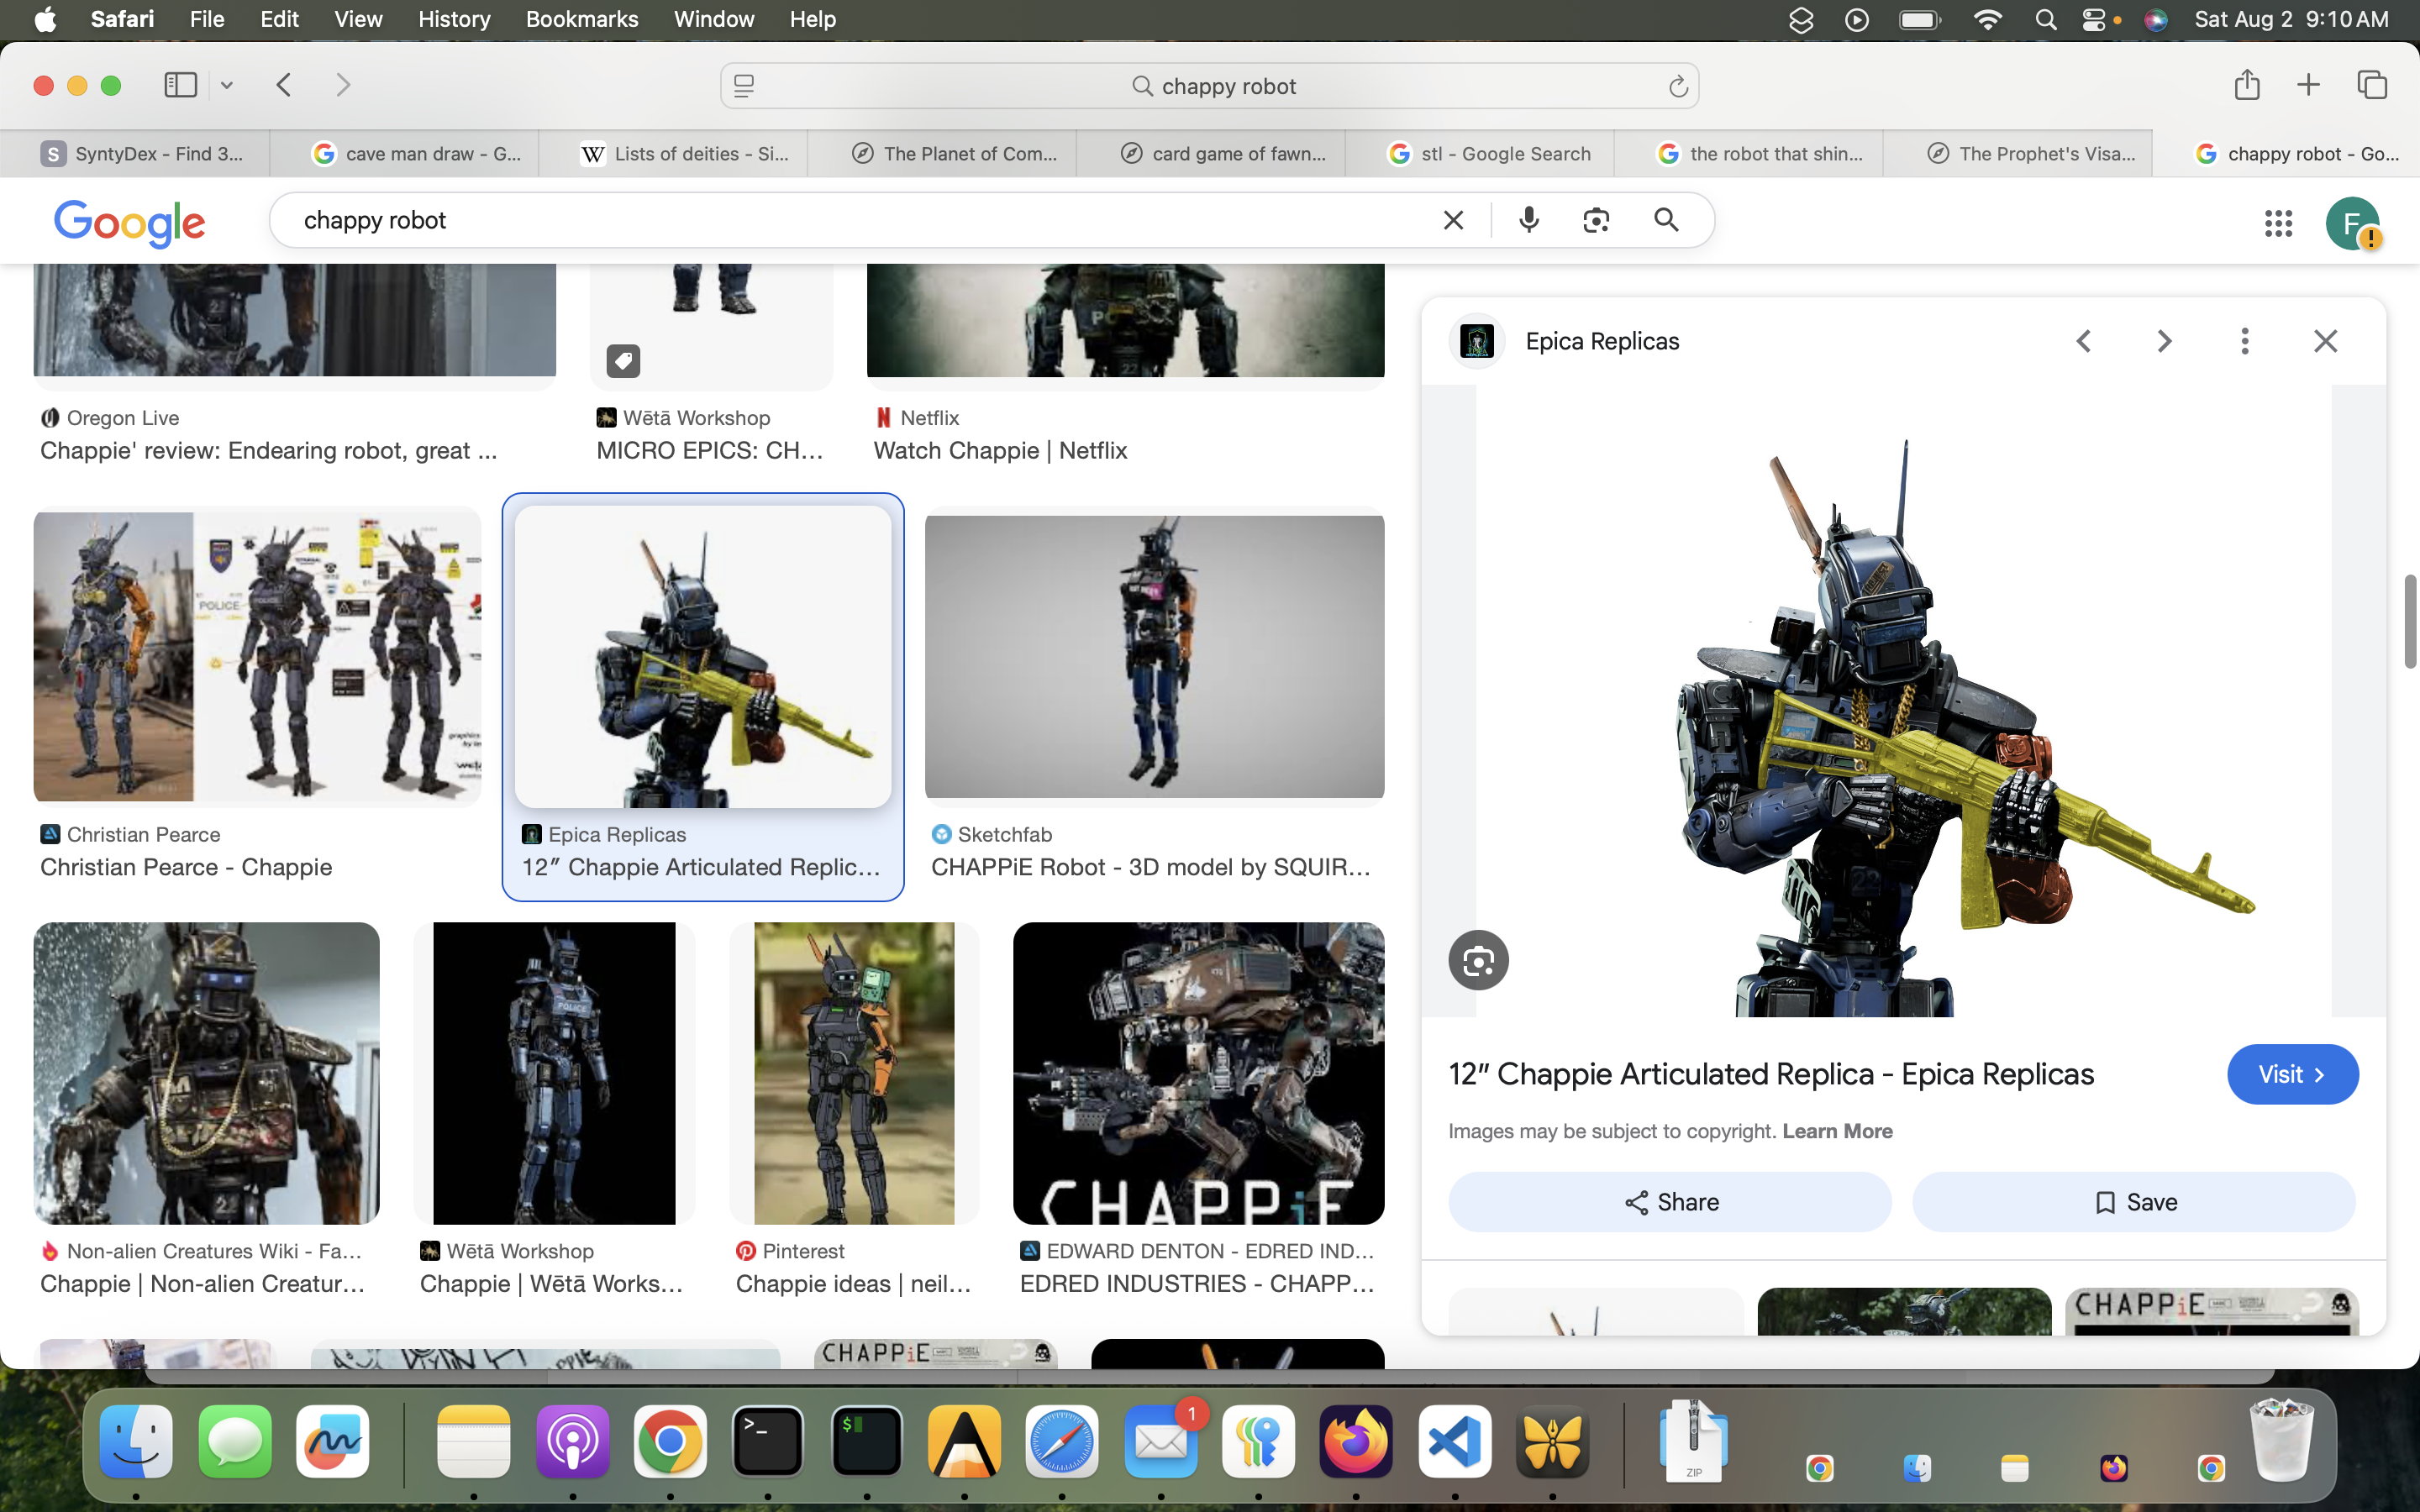 Safari File Edit View History Bookmarks Window Help Sat Aug 2 9:10 AM
chappy robot
S SyntyDex - Find 3... cave man draw - G... W Lists of deities - Si... The Planet of Com... card game of fawn... stl - Google Search the robot that shin... The Prophet's Visa... chappy robot - Go...
Google chappy robot F
22
Oregon Live
Chappie' review: Endearing robot, great ...
Wētā Workshop
MICRO EPICS: CH...
22
N Netflix
Watch Chappie | Netflix
POLICE
Christian Pearce
Christian Pearce - Chappie
Epica Replicas
12″ Chappie Articulated Replic...
Sketchfab
CHAPPiE Robot - 3D model by SQUIR...
22
Non-alien Creatures Wiki - Fa...
Chappie | Non-alien Creatur...
POLICE
Wētā Workshop
Chappie | Wētā Works...
Pinterest
Chappie ideas | neil...
CHAPPiE
EDWARD DENTON - EDRED IND...
EDRED INDUSTRIES - CHAPP...
CHAPPiE
Epica Replicas
22
12″ Chappie Articulated Replica - Epica Replicas
Visit
Images may be subject to copyright. Learn More
Share
Save
CHAPPiE
1
>_
$
ZIP